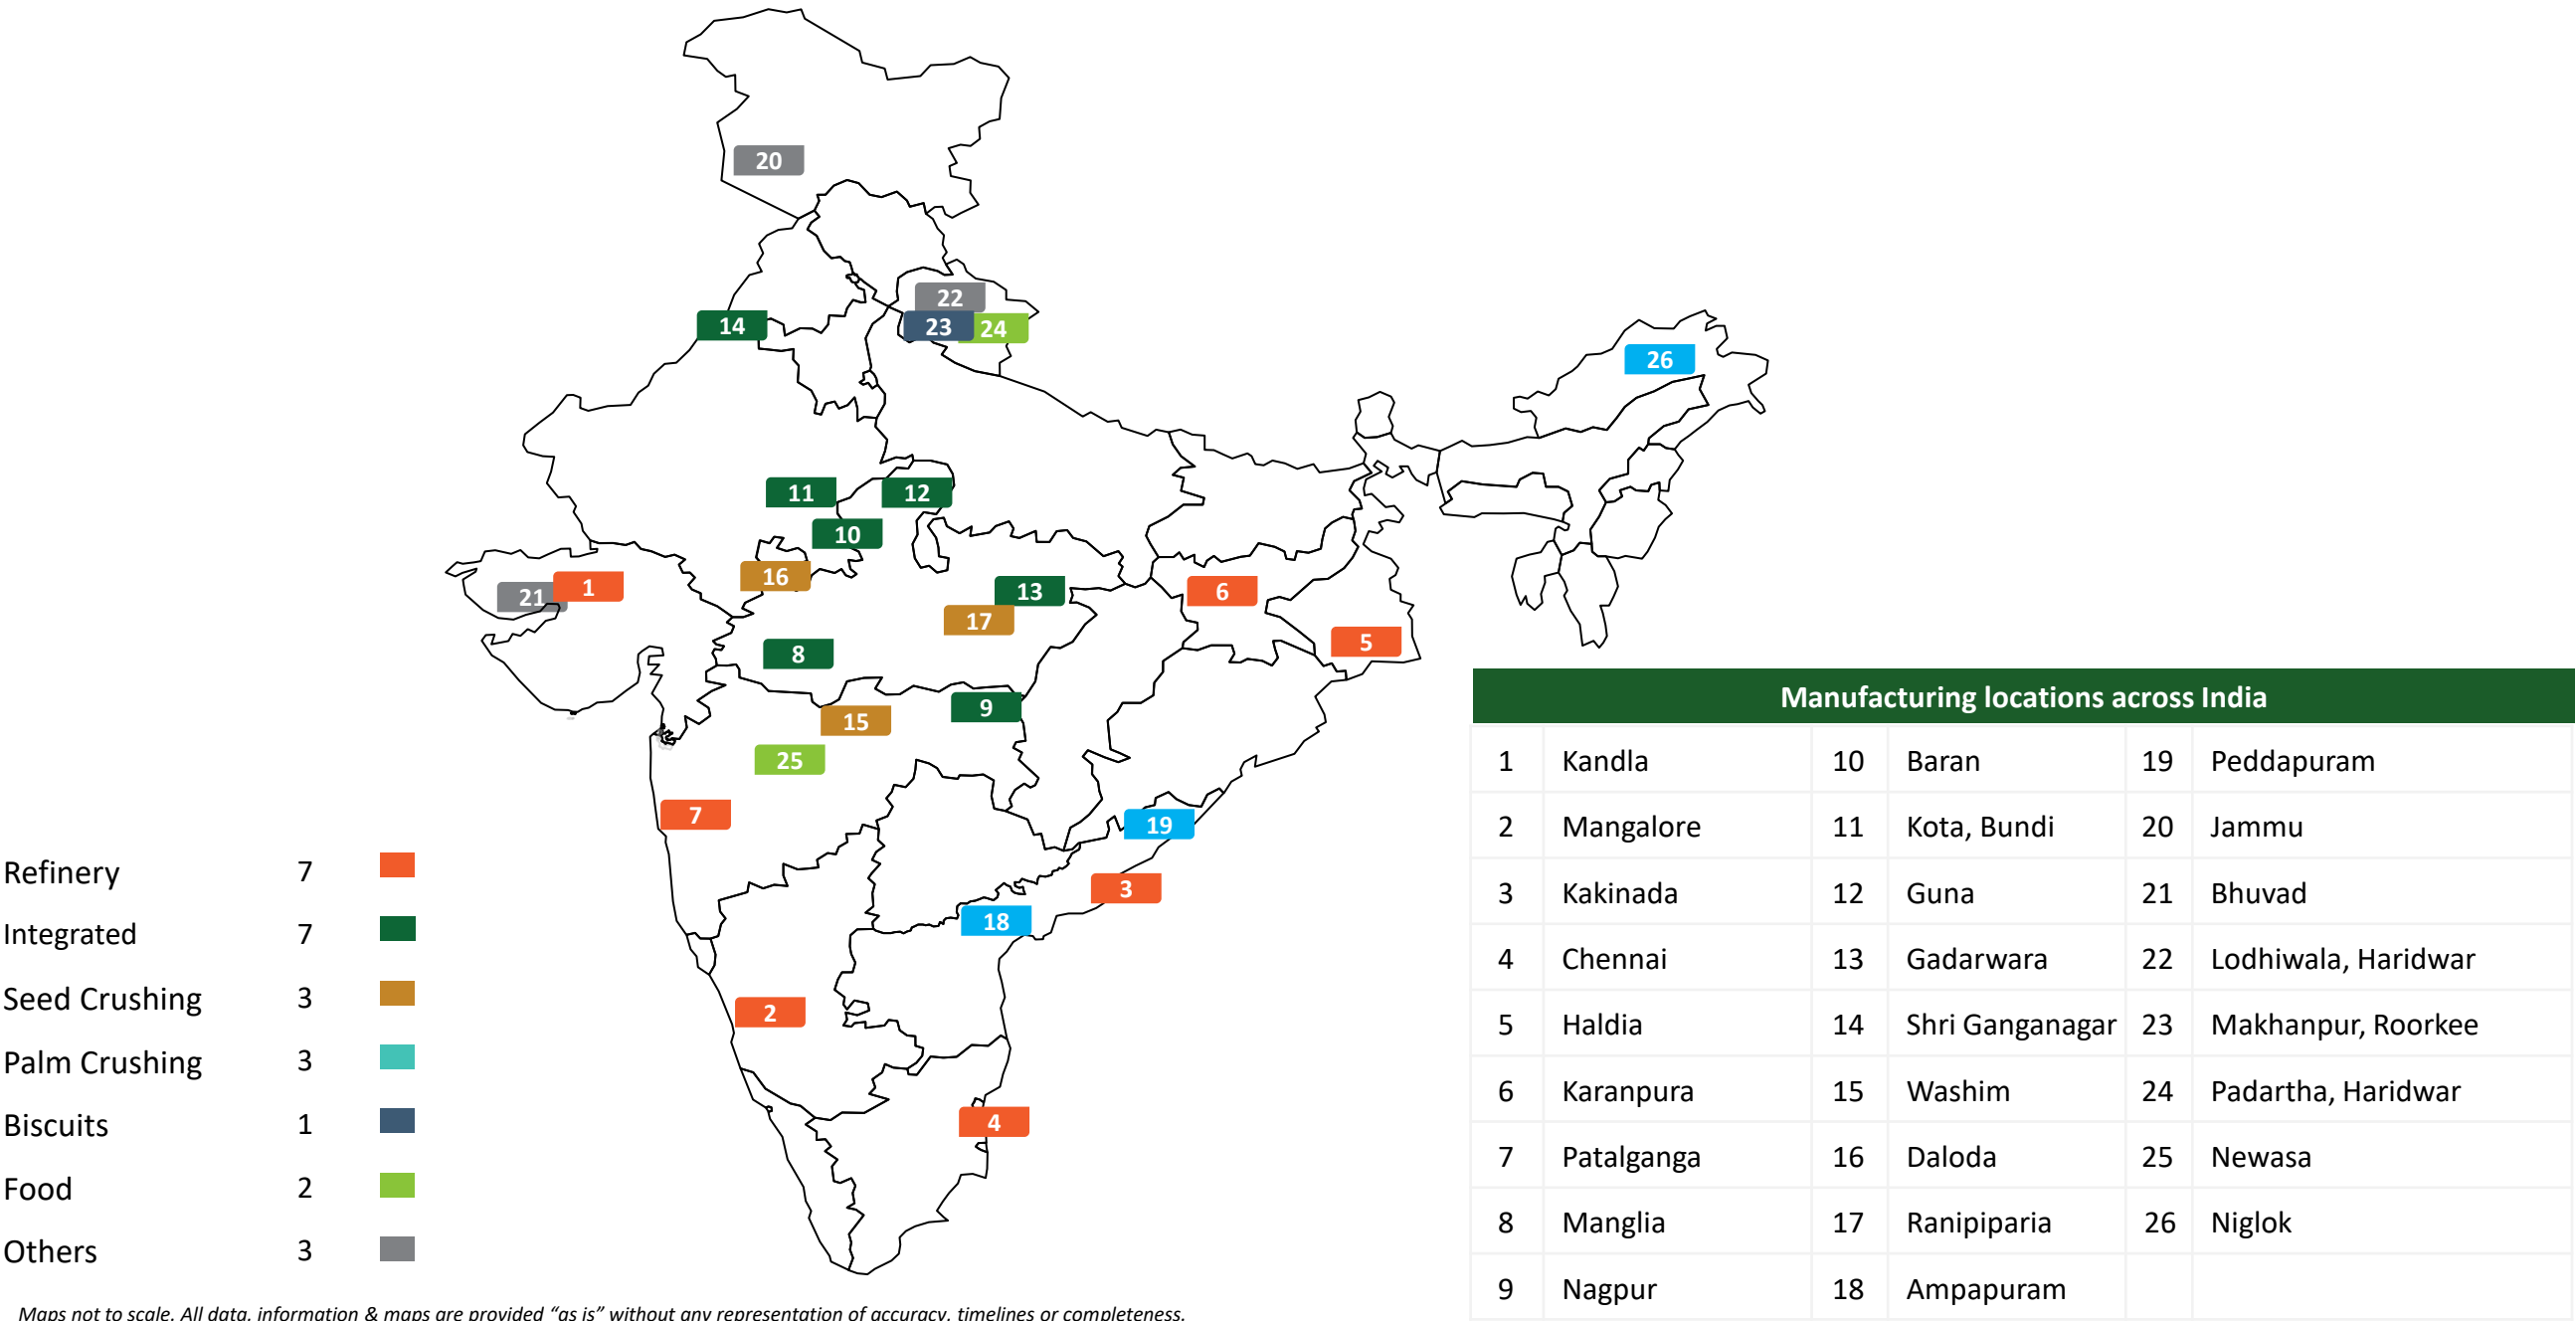 20
22
14
23
24
26
11
12
10
16
21
1
13
6
17
5
8
9
15
25
7
19
3
18
2
4
Refinery 7
Integrated 7
Seed Crushing 3
Palm Crushing 3
Biscuits 1
Food 2
Others 3
Manufacturing locations across India
1 Kandla 10 Baran 19 Peddapuram
2 Mangalore 11 Kota, Bundi 20 Jammu
3 Kakinada 12 Guna 21 Bhuvad
4 Chennai 13 Gadarwara 22 Lodhiwala, Haridwar
5 Haldia 14 Shri Ganganagar 23 Makhanpur, Roorkee
6 Karanpura 15 Washim 24 Padartha, Haridwar
7 Patalganga 16 Daloda 25 Newasa
8 Manglia 17 Ranipiparia 26 Niglok
9 Nagpur 18 Ampapuram
Maps not to scale. All data, information & maps are provided “as is” without any representation of accuracy, timelines or completeness.